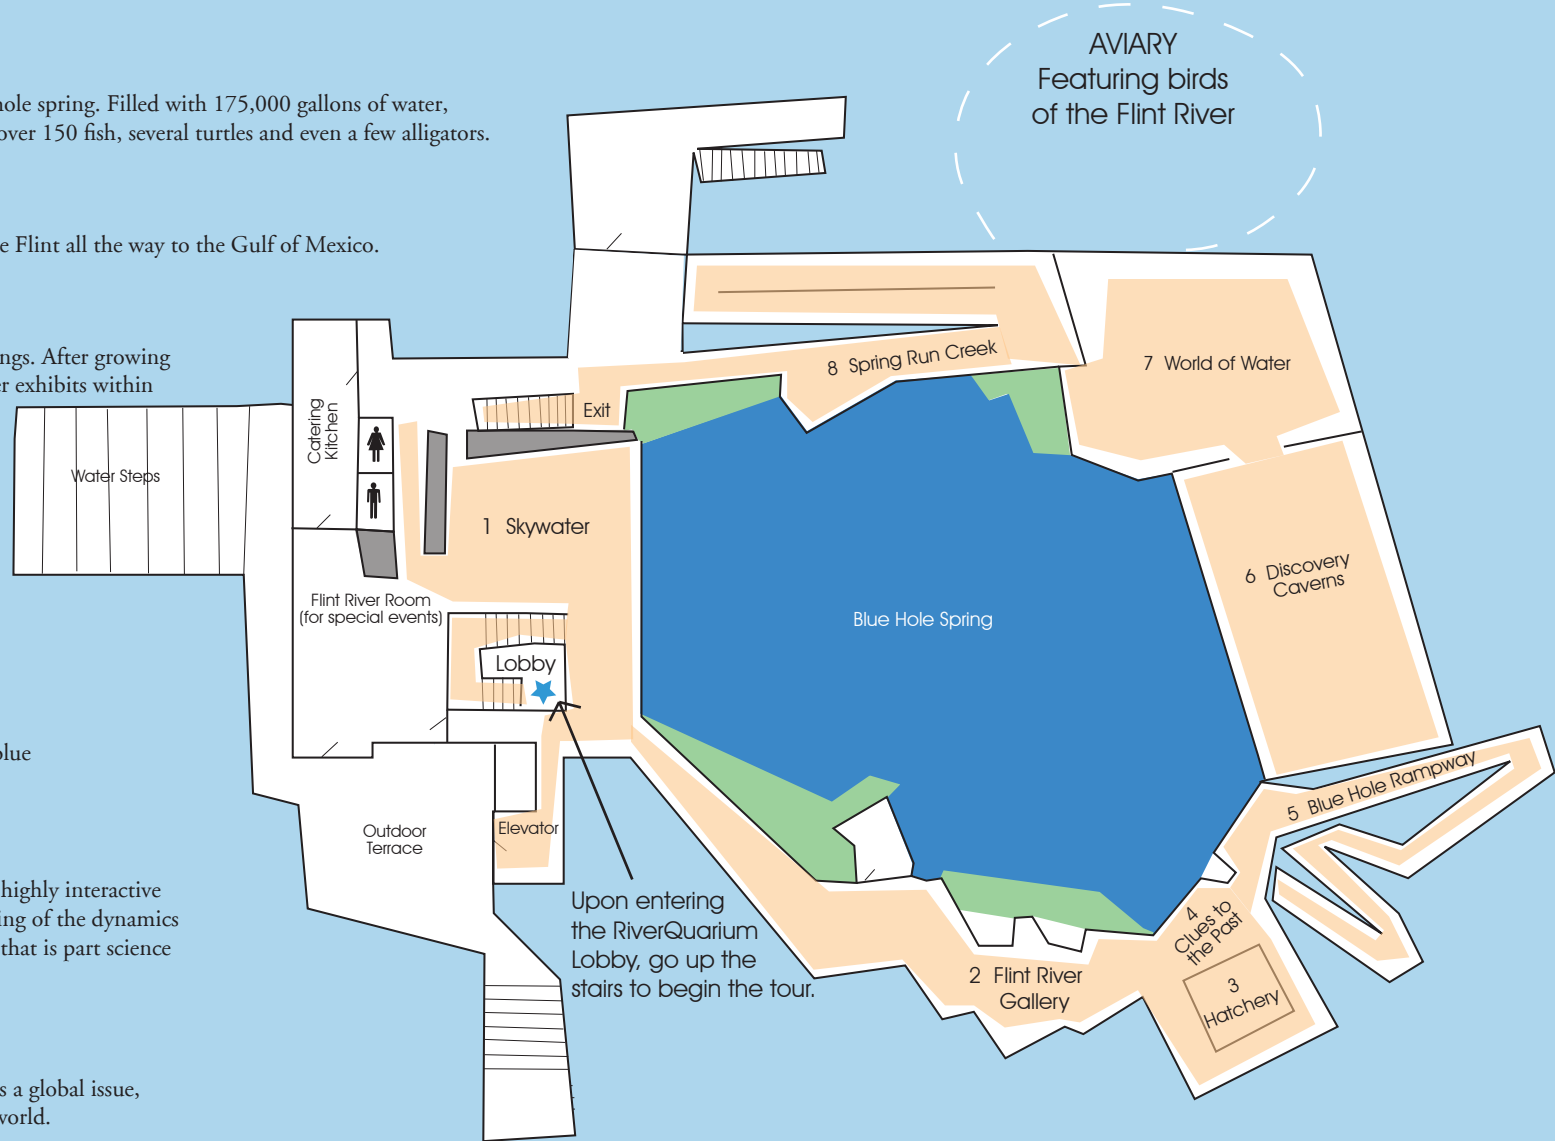 hole spring. Filled with 175,000 gallons of water,
over 150 fish, several turtles and even a few alligators.
e Flint all the way to the Gulf of Mexico.
ngs. After growing
er exhibits within
blue
highly interactive
ing of the dynamics
that is part science
s a global issue,
world.
AVIARY
Featuring birds
of the Flint River
8 Spring Run Creek
7 World of Water
Exit
Catering
Kitchen
Water Steps
1 Skywater
6 Discovery
Caverns
Flint River Room
(for special events)
Blue Hole Spring
Lobby
5 Blue Hole Rampway
Outdoor
Terrace
Elevator
Upon entering
the RiverQuarium
Lobby, go up the
stairs to begin the tour.
4
Clues to
the Past
2 Flint River
Gallery
3
Hatchery